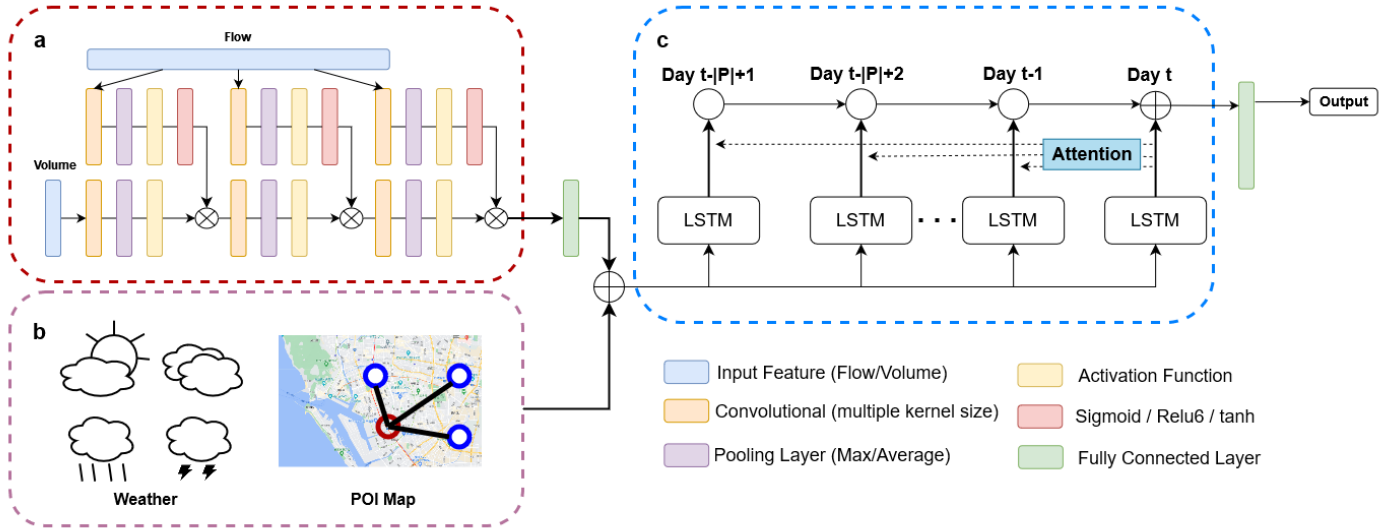 a
Flow
Volume
b
Weather
POI Map
c
Day t-|P|+1
Day t-|P|+2
Day t-1
Day t
Attention
LSTM
LSTM
. . .
LSTM
LSTM
Output
Input Feature (Flow/Volume)
Convolutional (multiple kernel size)
Pooling Layer (Max/Average)
Activation Function
Sigmoid / Relu6 / tanh
Fully Connected Layer